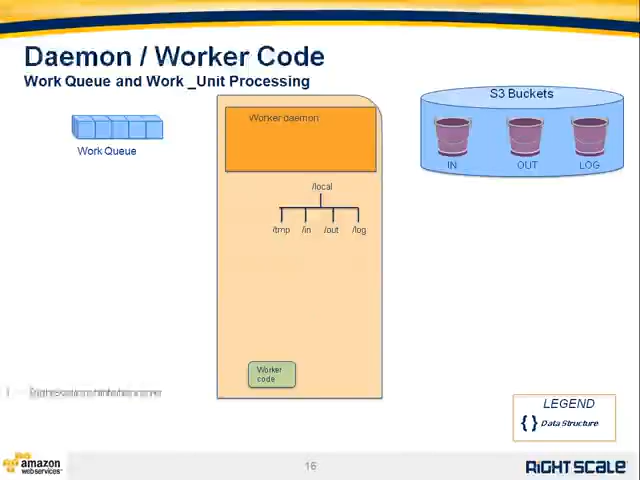 Daemon / Worker Code
Work Queue and Work _Unit Processing
Work Queue
Worker daemon
/local
/tmp /in /out /log
Worker
code
S3 Buckets
IN OUT LOG
LEGEND
{ } Data Structure
amazon
webservices
16
RIGHTSCALE